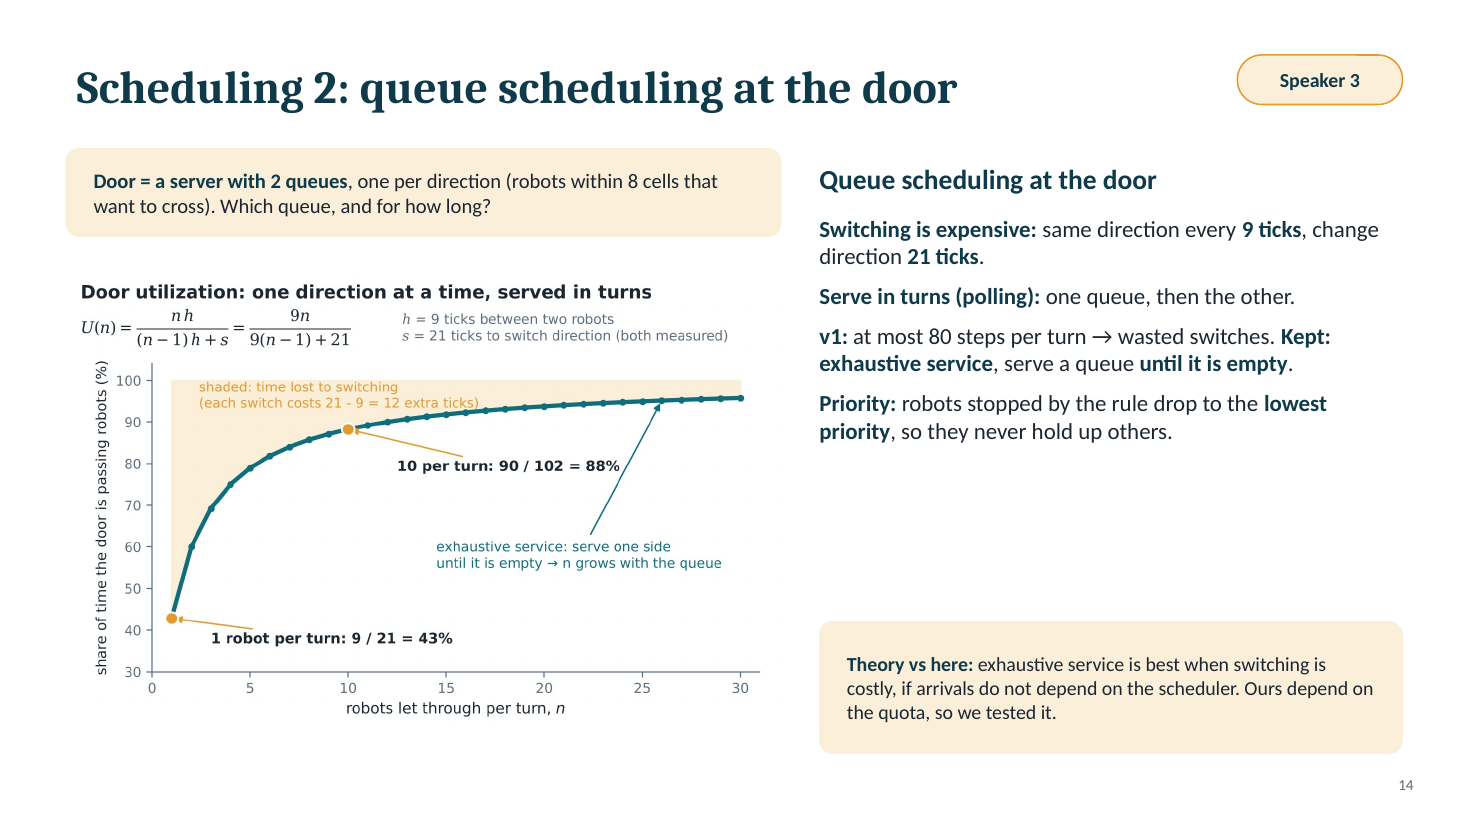 Scheduling 2: queue scheduling at the door
Speaker 3
Door = a server with 2 queues, one per direction (robots within 8 cells that
want to cross). Which queue, and for how long?
Door utilization: one direction at a time, served in turns
U(n) = n h / ((n − 1) h + s) = 9n / (9(n − 1) + 21)
h = 9 ticks between two robots
s = 21 ticks to switch direction (both measured)
share of time the door is passing robots (%)
100
90
80
70
60
50
40
30
shaded: time lost to switching
(each switch costs 21 - 9 = 12 extra ticks)
10 per turn: 90 / 102 = 88%
exhaustive service: serve one side
until it is empty → n grows with the queue
1 robot per turn: 9 / 21 = 43%
0 5 10 15 20 25 30
robots let through per turn, n
Queue scheduling at the door
Switching is expensive: same direction every 9 ticks, change
direction 21 ticks.
Serve in turns (polling): one queue, then the other.
v1: at most 80 steps per turn → wasted switches. Kept:
exhaustive service, serve a queue until it is empty.
Priority: robots stopped by the rule drop to the lowest
priority, so they never hold up others.
Theory vs here: exhaustive service is best when switching is
costly, if arrivals do not depend on the scheduler. Ours depend on
the quota, so we tested it.
14